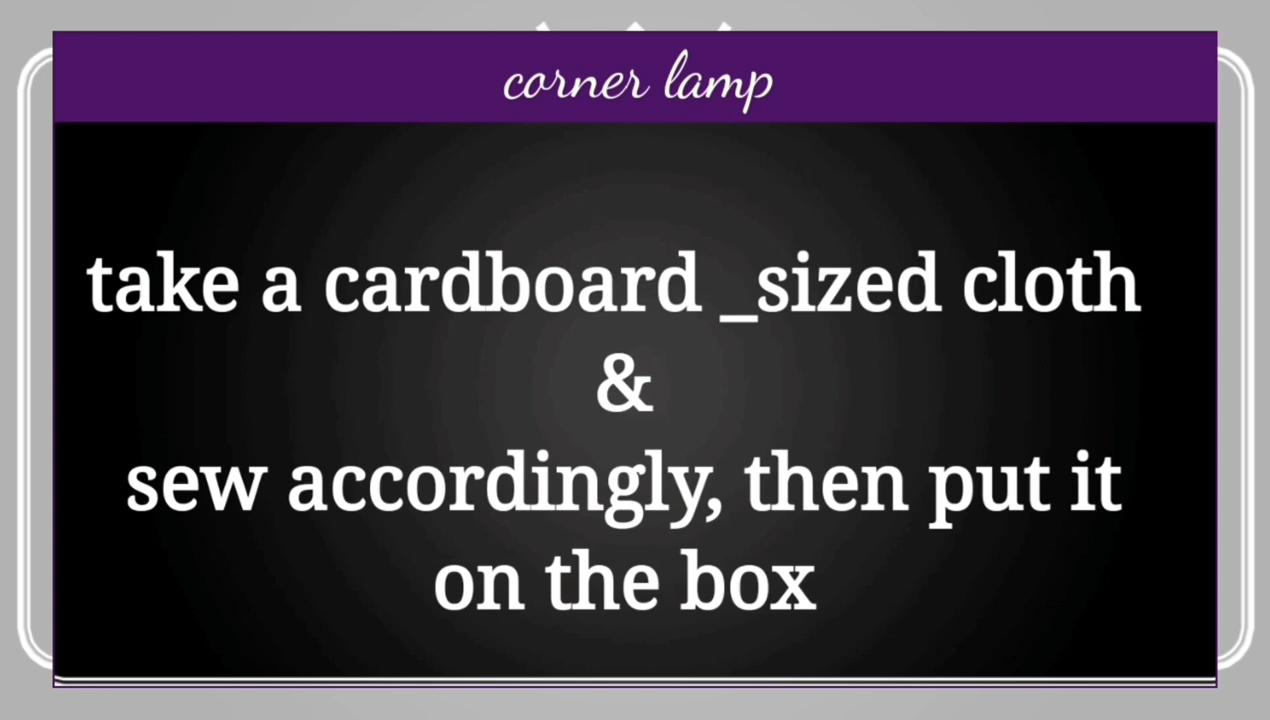 corner lamp
take a cardboard _sized cloth
&
sew accordingly, then put it
on the box